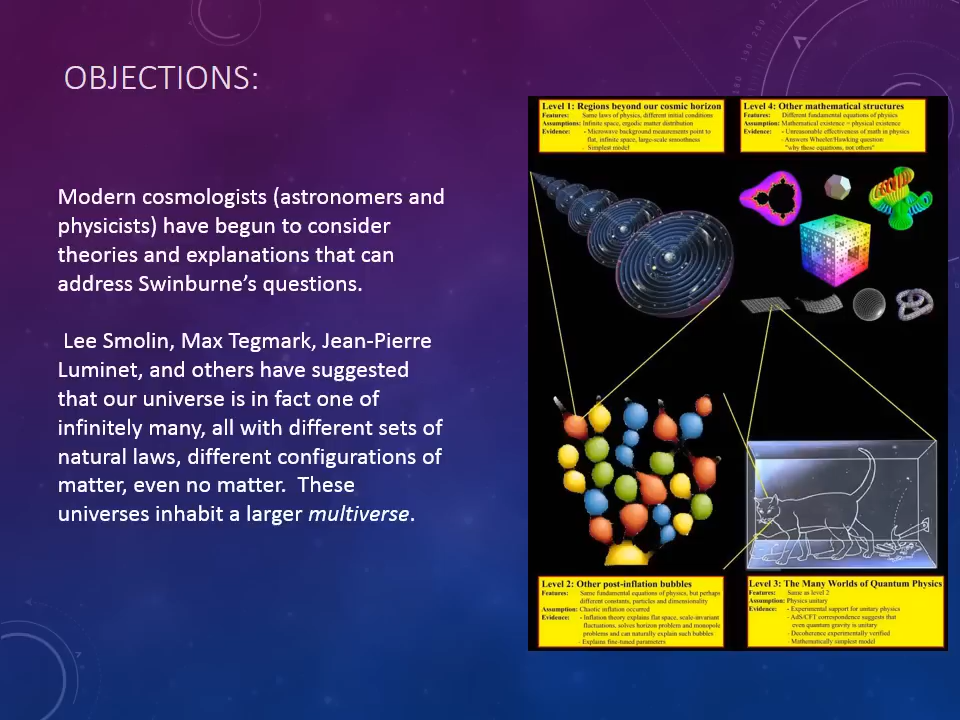 OBJECTIONS:
Modern cosmologists (astronomers and
physicists) have begun to consider
theories and explanations that can
address Swinburne's questions.
Lee Smolin, Max Tegmark, Jean-Pierre
Luminet, and others have suggested
that our universe is in fact one of
infinitely many, all with different sets of
natural laws, different configurations of
matter, even no matter.  These
universes inhabit a larger multiverse.
Level 1: Regions beyond our cosmic horizon
Features: Same laws of physics, different initial conditions
Assumptions: Infinite space, ergodic matter distribution
Evidence: - Microwave background measurements point to
flat, infinite space, large-scale smoothness
- Simplest model
Level 4: Other mathematical structures
Features: Different fundamental equations of physics
Assumption: Mathematical existence = physical existence
Evidence: - Unreasonable effectiveness of math in physics
- Answers Wheeler/Hawking question
"why these equations, not others"
Level 2: Other post-inflation bubbles
Features: Same fundamental equations of physics, but perhaps
different constants, particles and dimensionality
Assumption: Chaotic inflation occurred
Evidence: - Inflation theory explains flat space, scale-invariant
fluctuations, solves horizon problem and monopole
problems and can naturally explain such bubbles
- Explains fine-tuned parameters
Level 3: The Many Worlds of Quantum Physics
Features: Same as level 2
Assumption: Physics unitary
Evidence: - Experimental support for unitary physics
- AdS/CFT correspondence suggests that
even quantum gravity is unitary
- Decoherence experimentally verified
- Mathematically simplest model